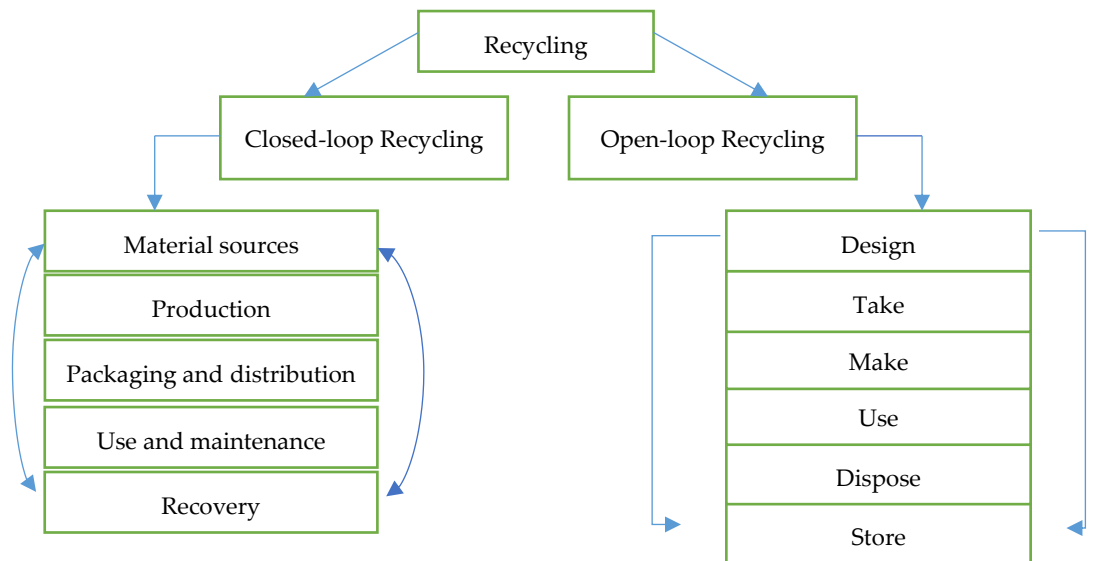 Recycling
Closed-loop Recycling
Open-loop Recycling
Material sources
Production
Packaging and distribution
Use and maintenance
Recovery
Design
Take
Make
Use
Dispose
Store